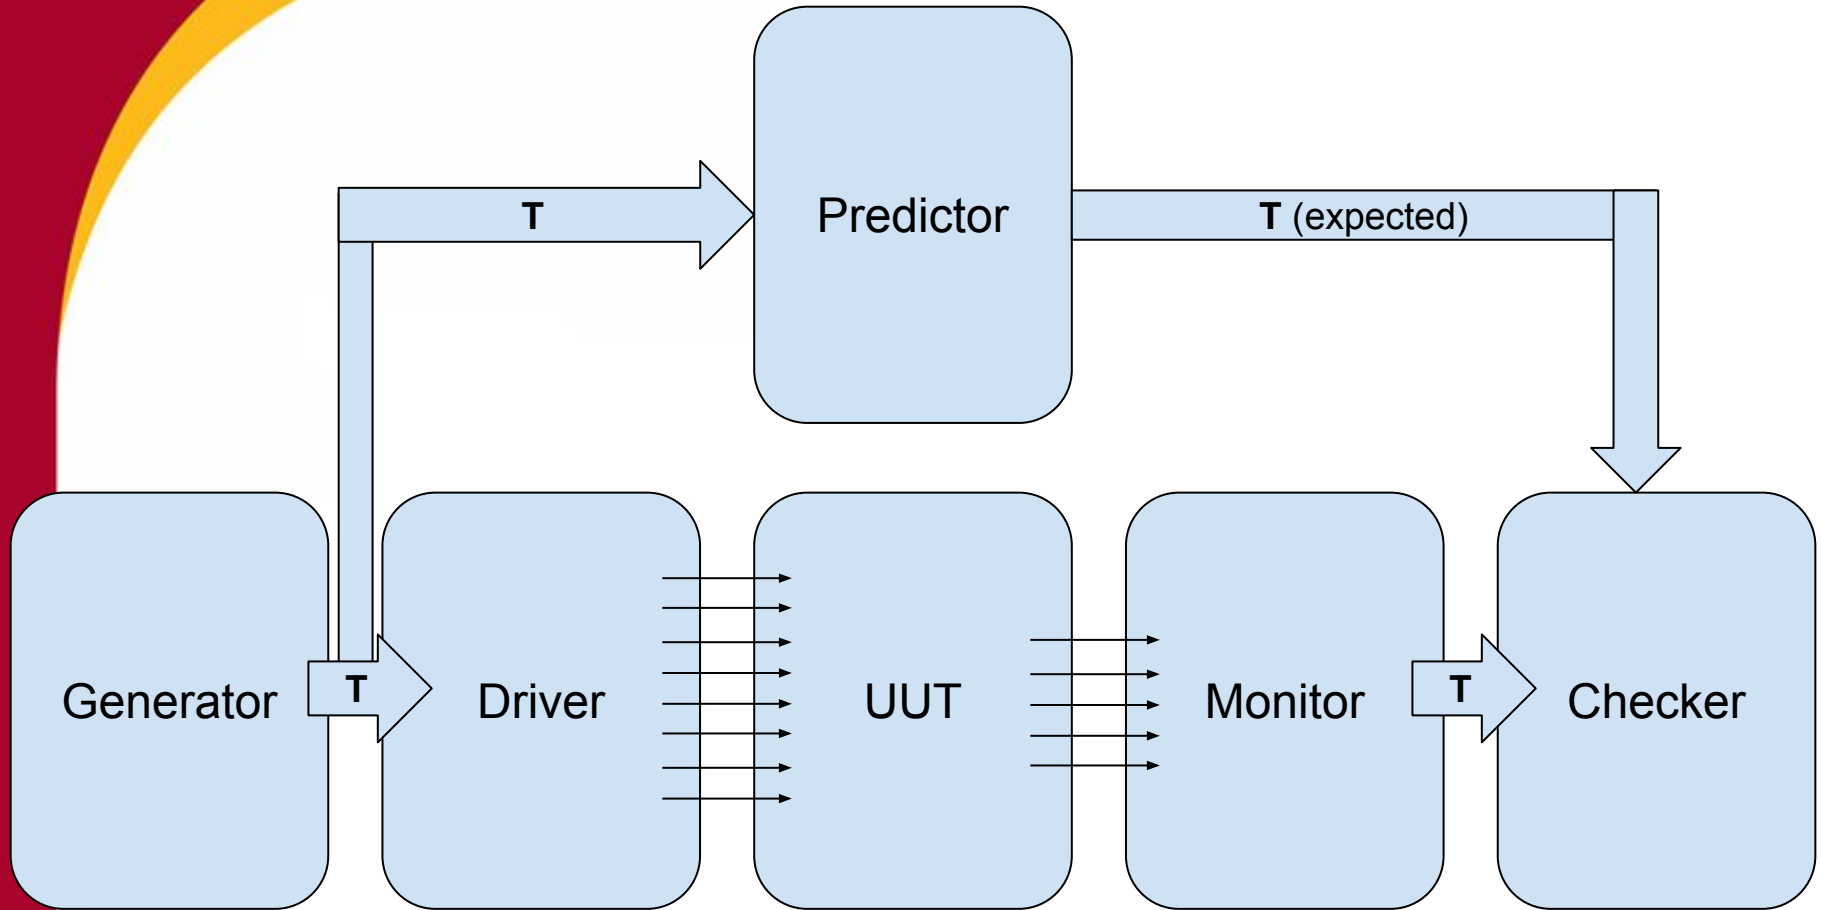 T
Predictor
T (expected)
Generator
T
Driver
UUT
Monitor
T
Checker